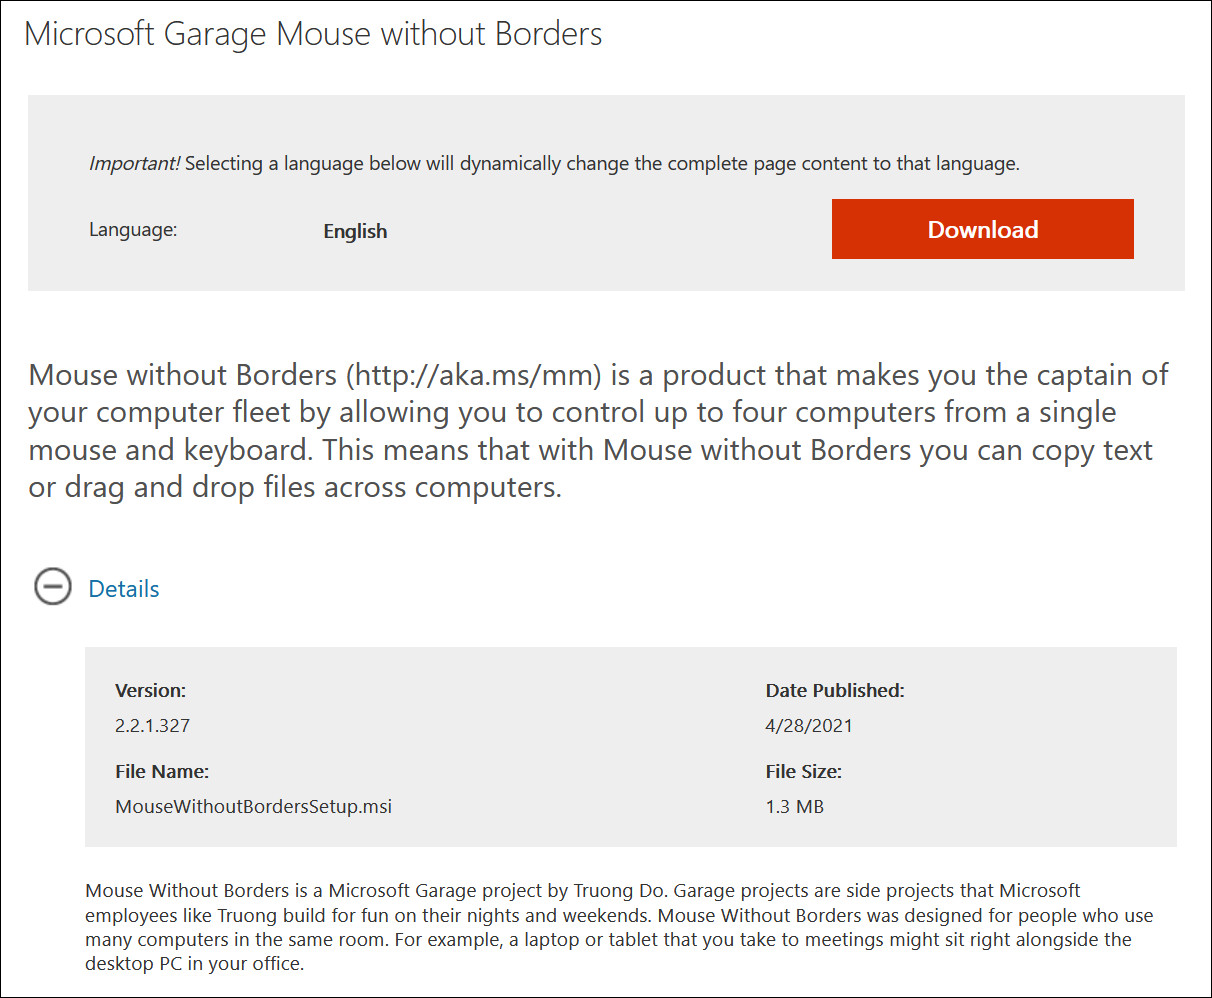 Microsoft Garage Mouse without Borders
Important! Selecting a language below will dynamically change the complete page content to that language.
Language: English Download
Mouse without Borders (http://aka.ms/mm) is a product that makes you the captain of
your computer fleet by allowing you to control up to four computers from a single
mouse and keyboard. This means that with Mouse without Borders you can copy text
or drag and drop files across computers.
Details
Version: Date Published:
2.2.1.327 4/28/2021
File Name: File Size:
MouseWithoutBordersSetup.msi 1.3 MB
Mouse Without Borders is a Microsoft Garage project by Truong Do. Garage projects are side projects that Microsoft
employees like Truong build for fun on their nights and weekends. Mouse Without Borders was designed for people who use
many computers in the same room. For example, a laptop or tablet that you take to meetings might sit right alongside the
desktop PC in your office.